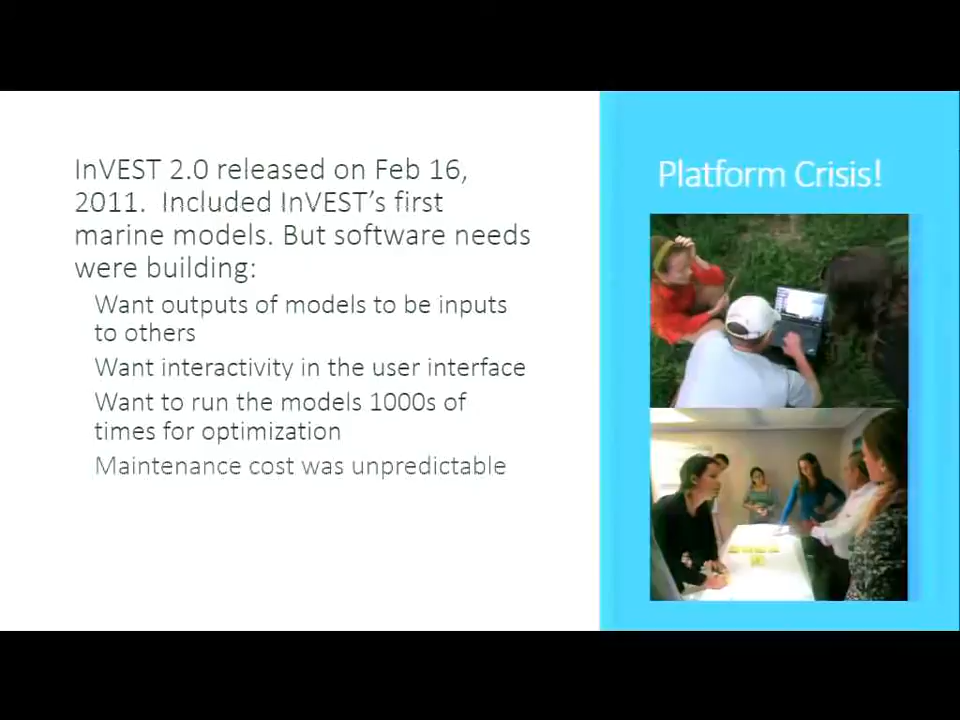 InVEST 2.0 released on Feb 16,
2011. Included InVEST's first
marine models. But software needs
were building:
Want outputs of models to be inputs
to others
Want interactivity in the user interface
Want to run the models 1000s of
times for optimization
Maintenance cost was unpredictable
Platform Crisis!